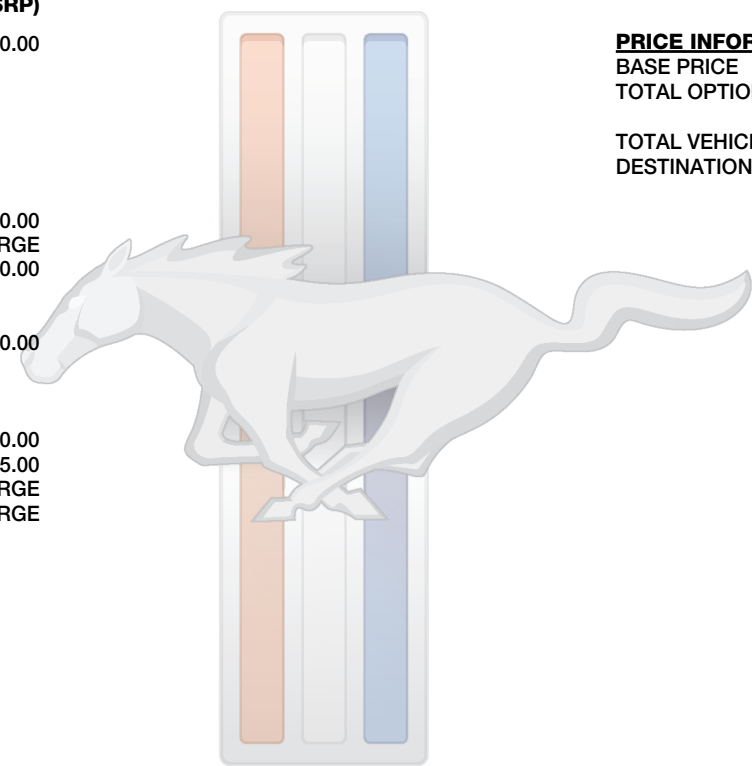 SRP)
0.00
0.00
RGE
0.00
0.00
0.00
5.00
RGE
RGE
PRICE INFOR
BASE PRICE
TOTAL OPTIO
TOTAL VEHIC
DESTINATION